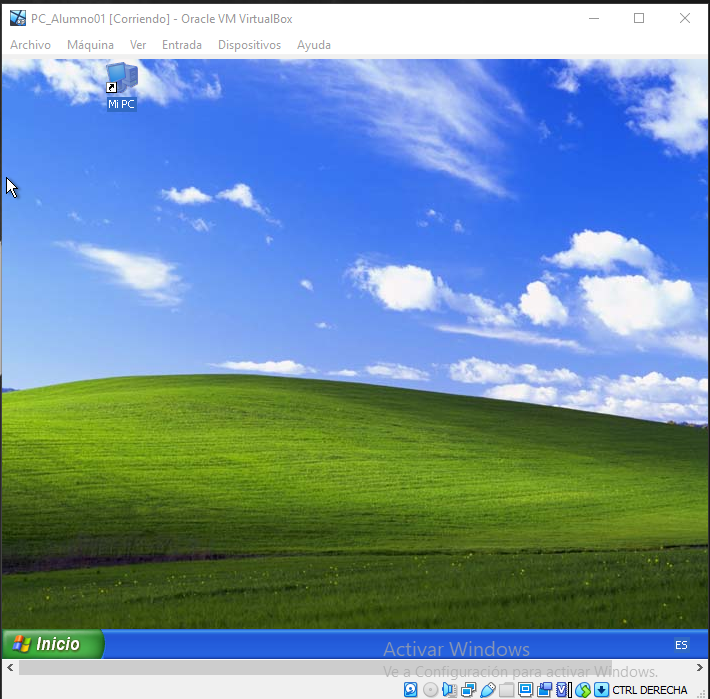 PC_Alumno01 [Corriendo] - Oracle VM VirtualBox
Archivo Máquina Ver Entrada Dispositivos Ayuda
Mi PC
Inicio
ES
Activar Windows
Ve a Configuración para activar Windows.
CTRL DERECHA